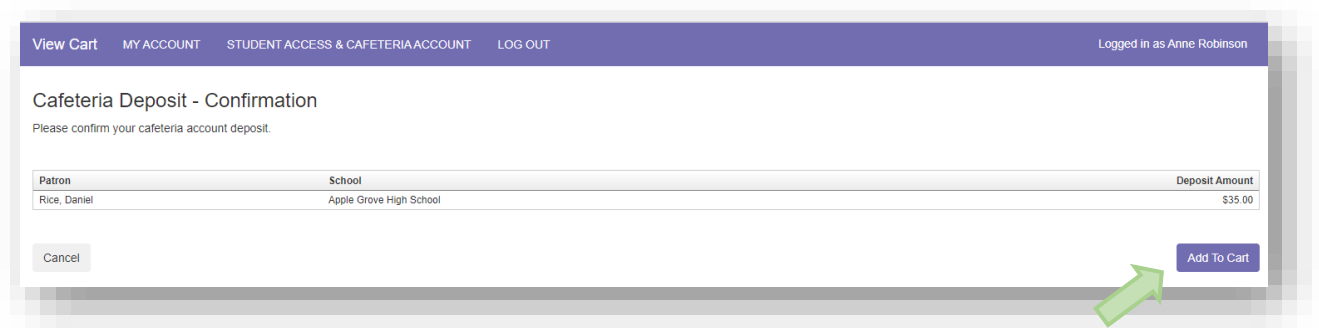 View Cart MY ACCOUNT STUDENT ACCESS & CAFETERIA ACCOUNT LOG OUT Logged in as Anne Robinson
Cafeteria Deposit - Confirmation
Please confirm your cafeteria account deposit.
Patron School Deposit Amount
Rice, Daniel Apple Grove High School $35.00
Cancel Add To Cart